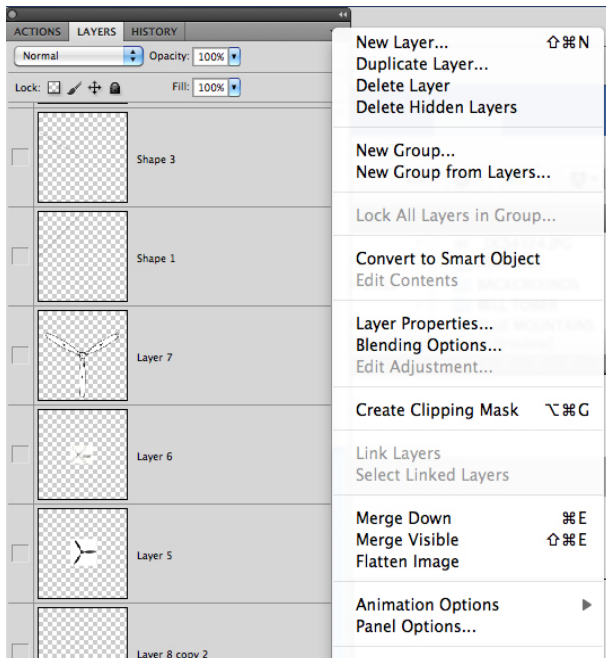 ACTIONS LAYERS HISTORY
Normal Opacity: 100%
Lock: Fill: 100%
Shape 3
Shape 1
Layer 7
Layer 6
Layer 5
Layer 8 copy 2
New Layer... ⇧⌘N
Duplicate Layer...
Delete Layer
Delete Hidden Layers
New Group...
New Group from Layers...
Lock All Layers in Group...
Convert to Smart Object
Edit Contents
Layer Properties...
Blending Options...
Edit Adjustment...
Create Clipping Mask ⌥⌘G
Link Layers
Select Linked Layers
Merge Down ⌘E
Merge Visible ⇧⌘E
Flatten Image
Animation Options
Panel Options...